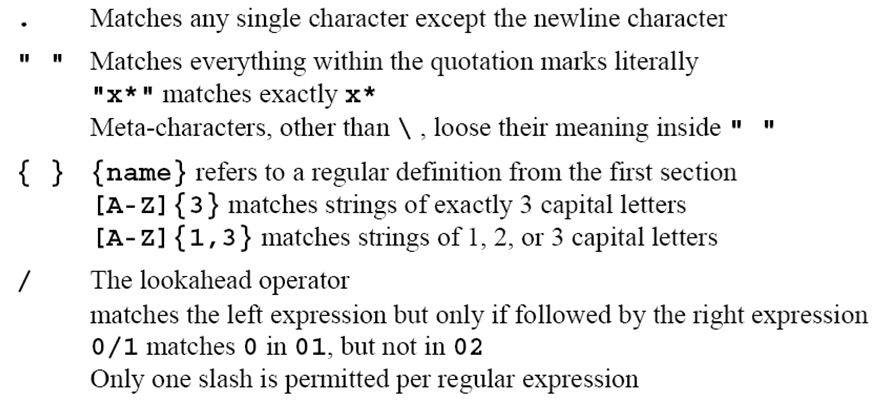 . Matches any single character except the newline character
" " Matches everything within the quotation marks literally
"x*" matches exactly x*
Meta-characters, other than \ , loose their meaning inside " "
{ } {name} refers to a regular definition from the first section
[A-Z]{3} matches strings of exactly 3 capital letters
[A-Z]{1,3} matches strings of 1, 2, or 3 capital letters
/ The lookahead operator
matches the left expression but only if followed by the right expression
0/1 matches 0 in 01, but not in 02
Only one slash is permitted per regular expression